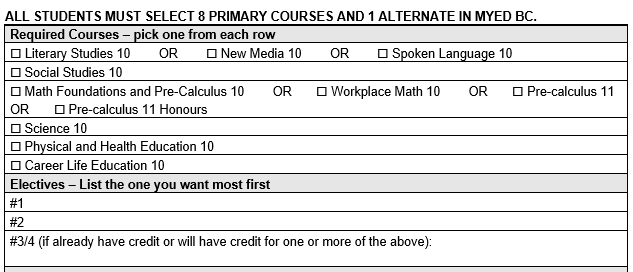 ALL STUDENTS MUST SELECT 8 PRIMARY COURSES AND 1 ALTERNATE IN MYED BC.
Required Courses – pick one from each row
☐ Literary Studies 10 OR ☐ New Media 10 OR ☐ Spoken Language 10
☐ Social Studies 10
☐ Math Foundations and Pre-Calculus 10 OR ☐ Workplace Math 10 OR ☐ Pre-calculus 11
OR ☐ Pre-calculus 11 Honours
☐ Science 10
☐ Physical and Health Education 10
☐ Career Life Education 10
Electives – List the one you want most first
#1
#2
#3/4 (if already have credit or will have credit for one or more of the above):